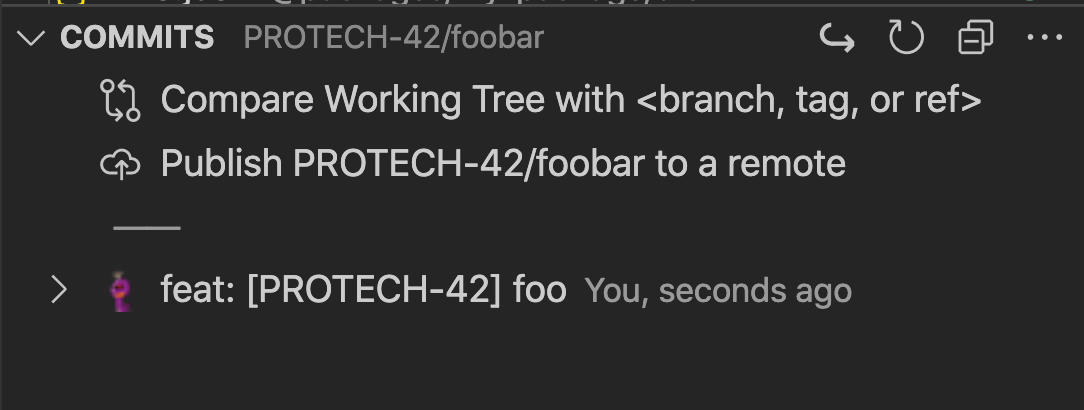 COMMITS PROTECH-42/foobar
Compare Working Tree with <branch, tag, or ref>
Publish PROTECH-42/foobar to a remote
feat: [PROTECH-42] foo You, seconds ago